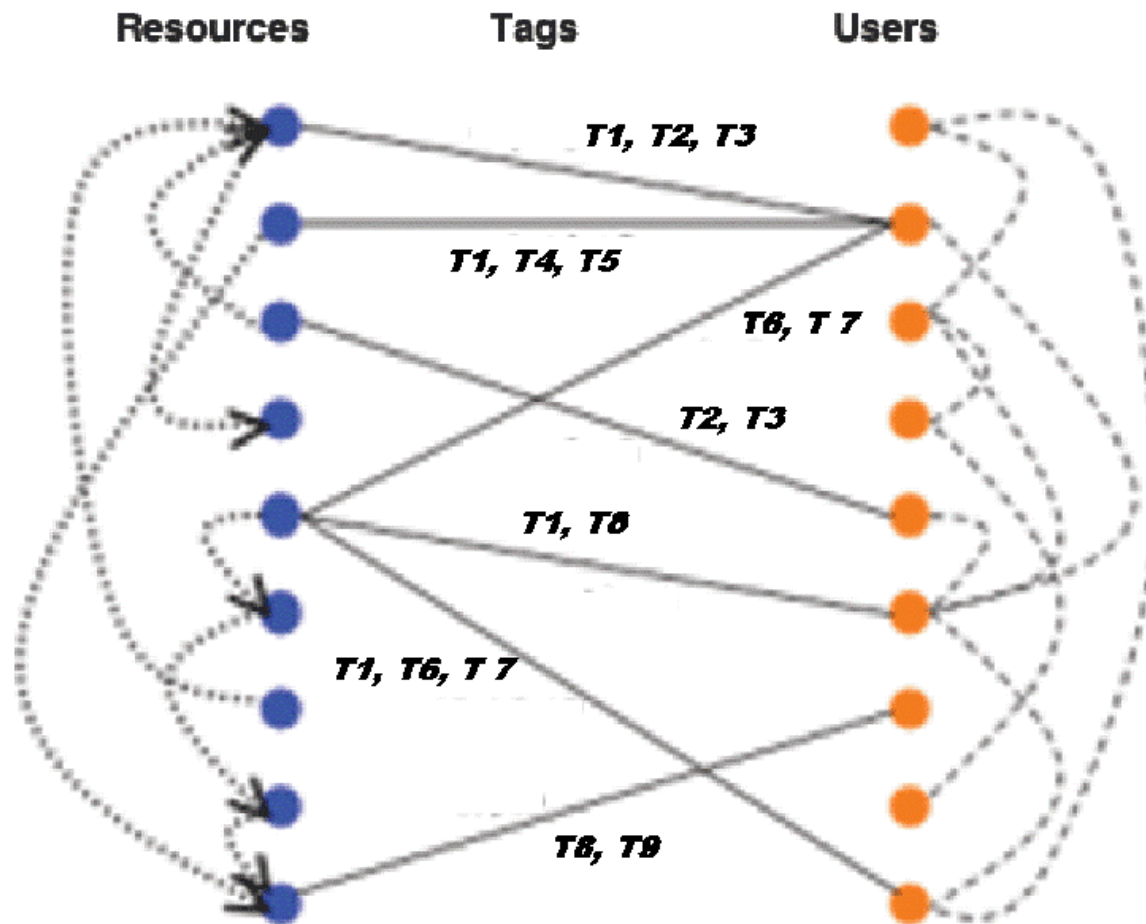 Resources Tags Users
T1, T2, T3
T1, T4, T5
T6, T 7
T2, T3
T1, T8
T1, T6, T 7
T8, T9